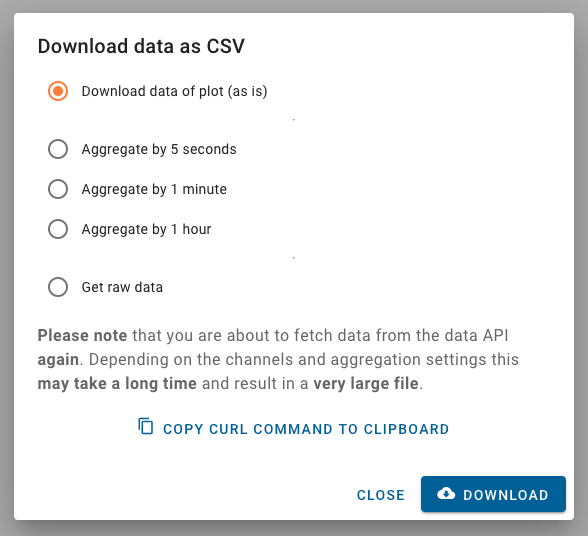 Download data as CSV
Download data of plot (as is)
Aggregate by 5 seconds
Aggregate by 1 minute
Aggregate by 1 hour
Get raw data
Please note that you are about to fetch data from the data API
again. Depending on the channels and aggregation settings this
may take a long time and result in a very large file.
COPY CURL COMMAND TO CLIPBOARD
CLOSE DOWNLOAD